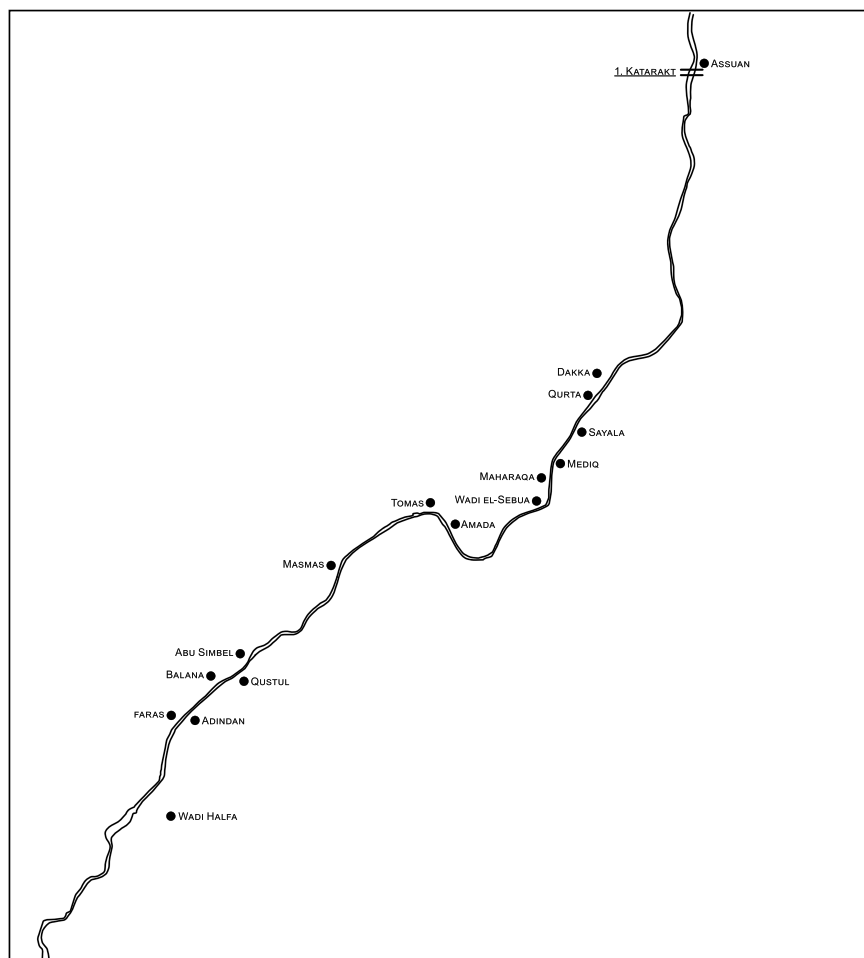 Assuan
1. Katarakt
Dakka
Qurta
Sayala
Mediq
Maharaqa
Wadi el-Sebua
Tomas
Amada
Masmas
Abu Simbel
Balana
Qustul
faras
Adindan
Wadi Halfa